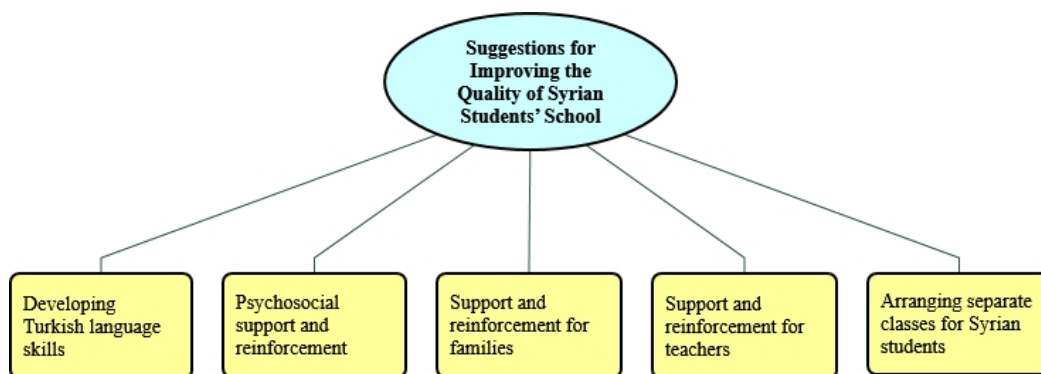 Suggestions for
Improving the
Quality of Syrian
Students' School
Developing
Turkish language
skills
Psychosocial
support and
reinforcement
Support and
reinforcement for
families
Support and
reinforcement for
teachers
Arranging separate
classes for Syrian
students